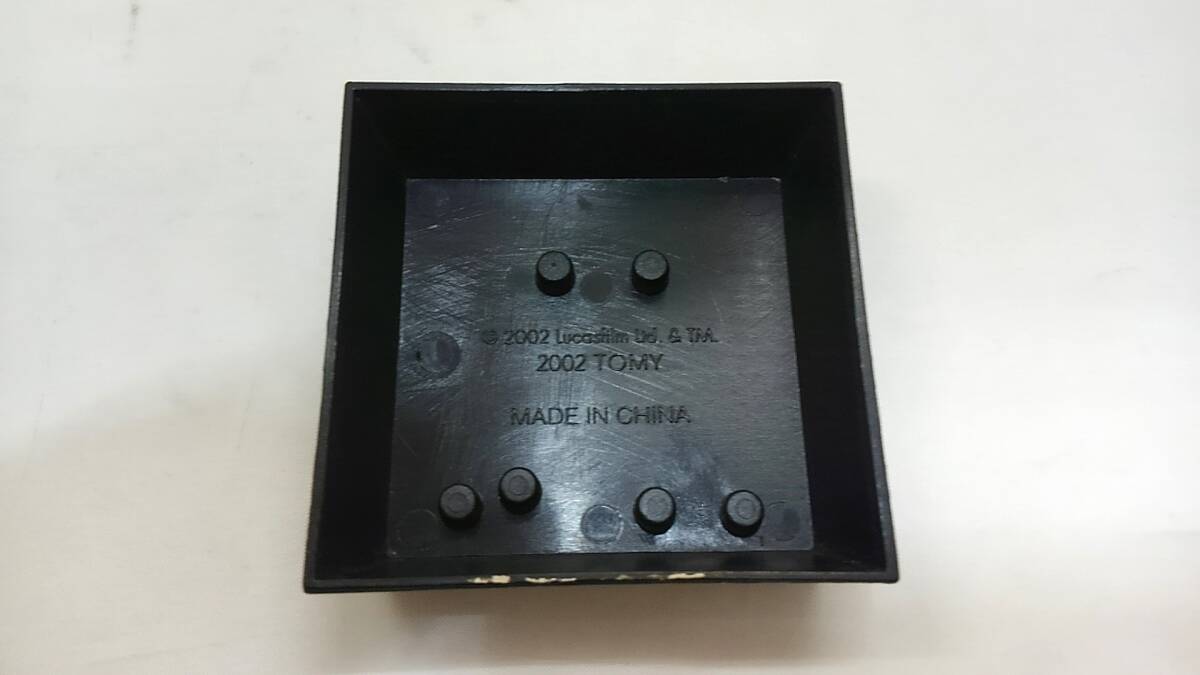 © 2002 Lucasfilm Ltd. & TM.
2002 TOMY
MADE IN CHINA